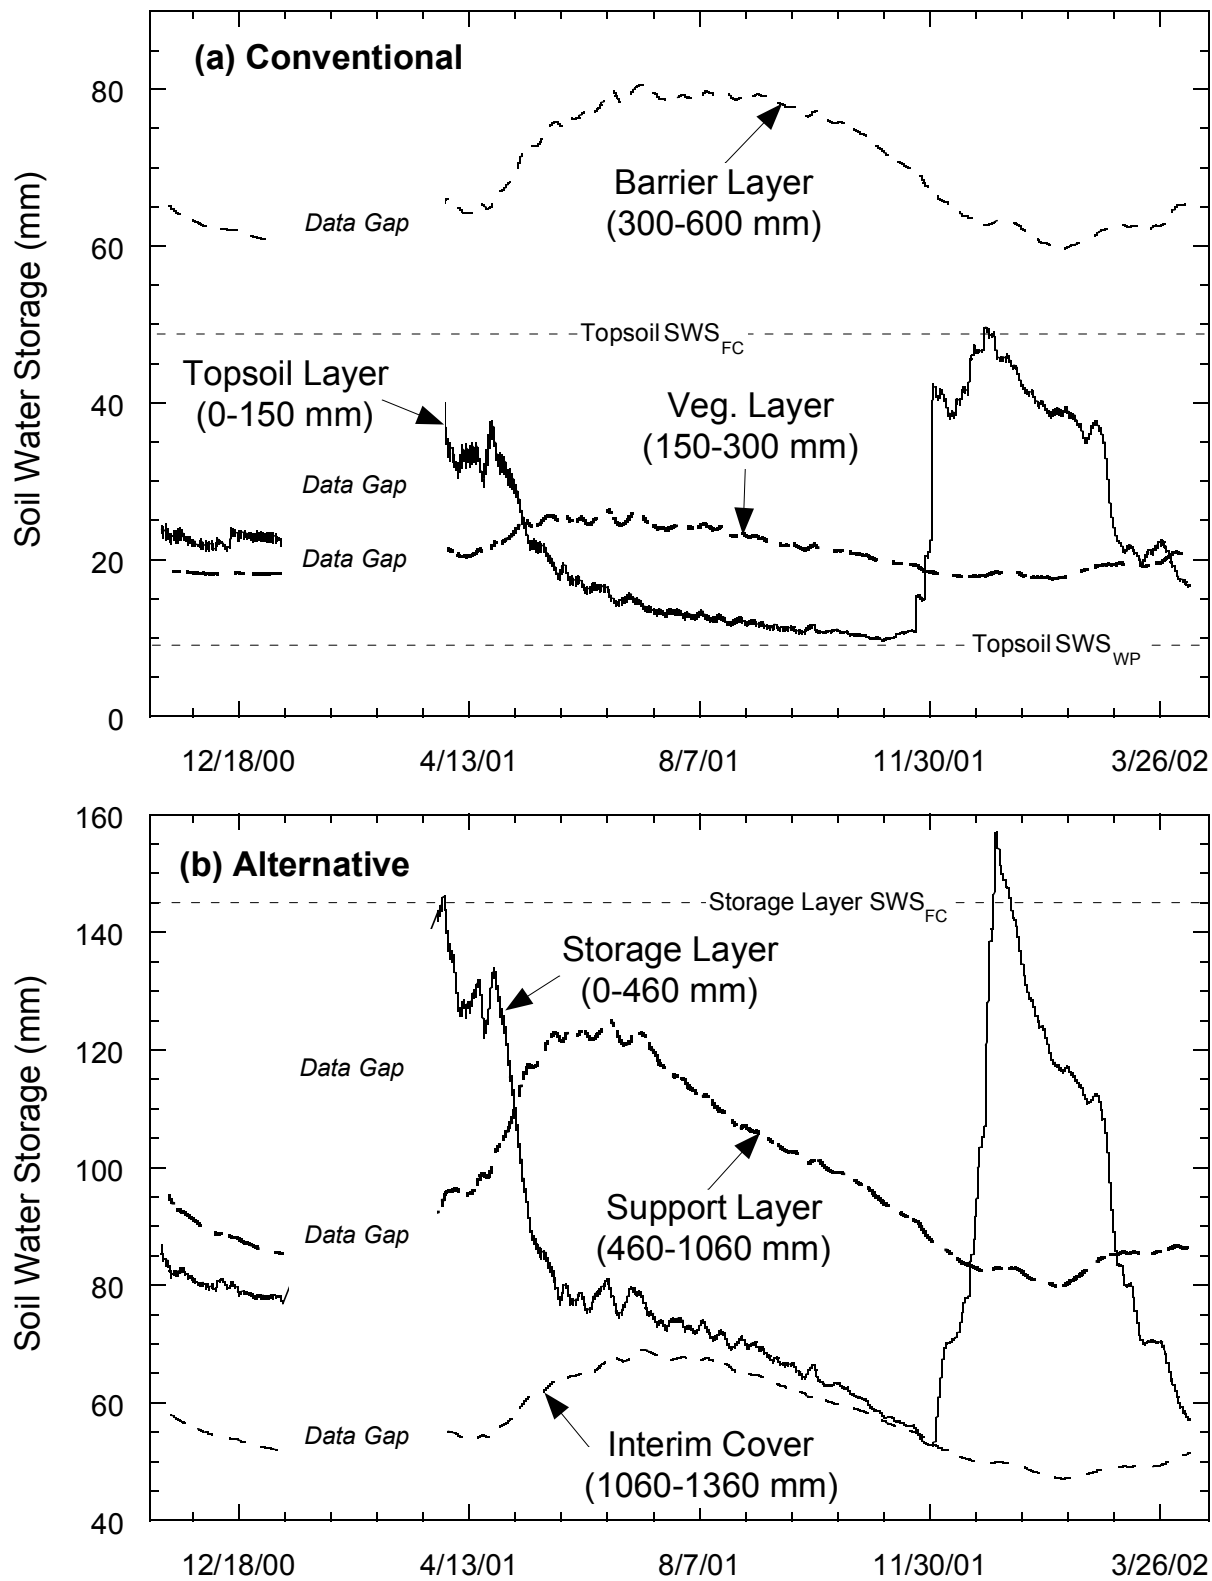 (a) Conventional
Soil Water Storage (mm)
80
60
40
20
0
Barrier Layer
(300-600 mm)
Data Gap
Topsoil SWS_FC
Topsoil Layer
(0-150 mm)
Veg. Layer
(150-300 mm)
Data Gap
Data Gap
Topsoil SWS_WP
12/18/00 4/13/01 8/7/01 11/30/01 3/26/02
(b) Alternative
Soil Water Storage (mm)
160
140
120
100
80
60
40
Storage Layer SWS_FC
Storage Layer
(0-460 mm)
Data Gap
Support Layer
(460-1060 mm)
Data Gap
Data Gap
Interim Cover
(1060-1360 mm)
12/18/00 4/13/01 8/7/01 11/30/01 3/26/02